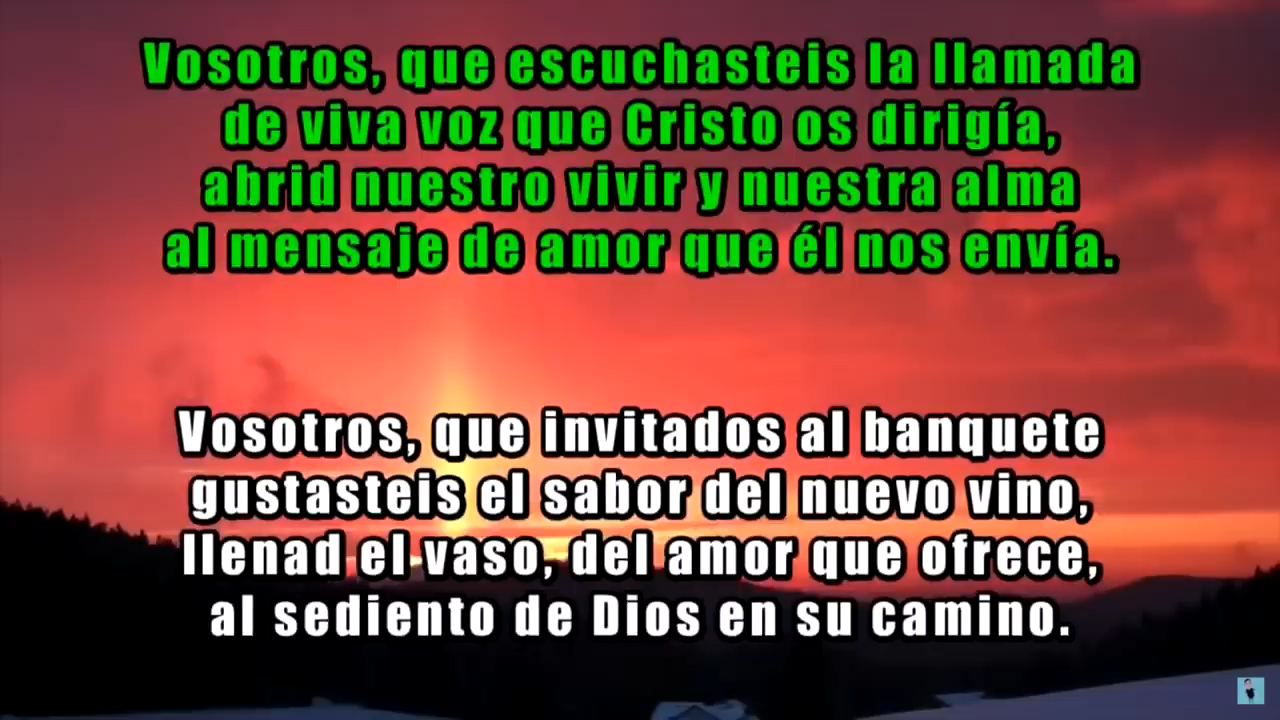 Vosotros, que escuchasteis la llamada
de viva voz que Cristo os dirigía,
abrid nuestro vivir y nuestra alma
al mensaje de amor que él nos envía.
Vosotros, que invitados al banquete
gustasteis el sabor del nuevo vino,
llenad el vaso, del amor que ofrece,
al sediento de Dios en su camino.